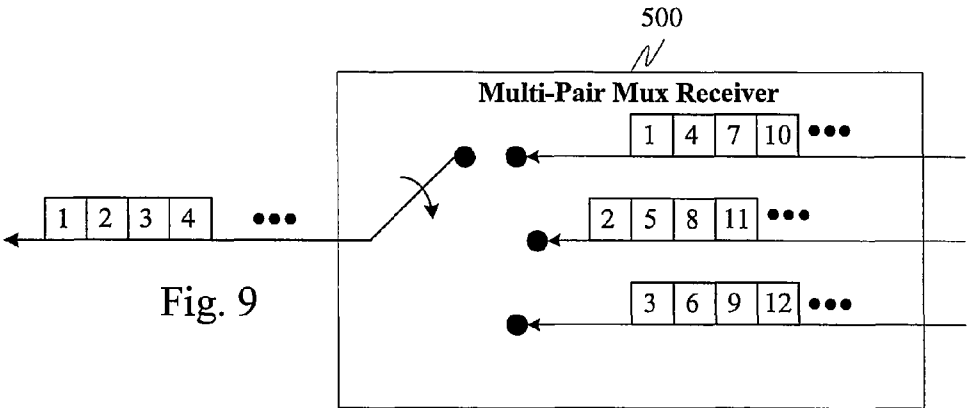 500
Multi-Pair Mux Receiver
1 4 7 10 •••
1 2 3 4 •••
2 5 8 11 •••
3 6 9 12 •••
Fig. 9